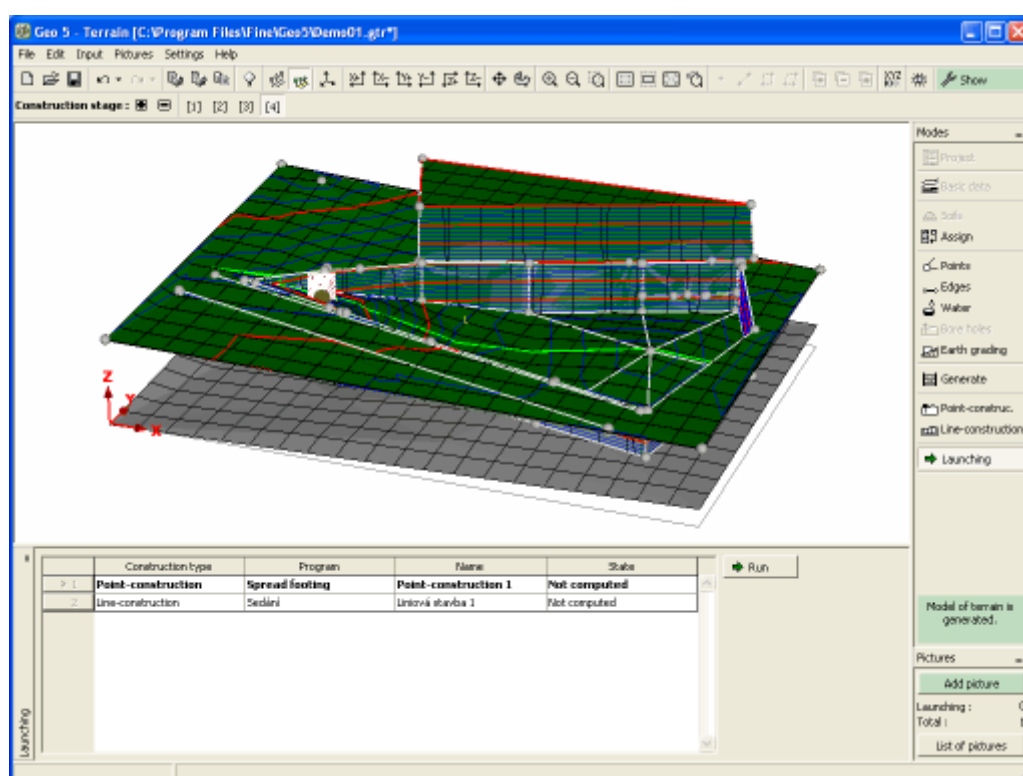 Geo 5 - Terrain [C:\Program Files\Fine\Geo5\Demo01.gtr*]
File Edit Input Pictures Settings Help
Show
Construction stage : [1] [2] [3] [4]
Modes
Project
Basic data
Soils
Assign
Points
Edges
Water
Bore holes
Earth grading
Generate
Point-construc.
Line-construction
Launching
Z
Y
X
Construction type Program Name State
1 Point-construction Spread footing Point-construction 1 Not computed
2 Line-construction Sedání Liniová stavba 1 Not computed
Run
Launching
Model of terrain is
generated.
Pictures
Add picture
Launching :
Total :
List of pictures